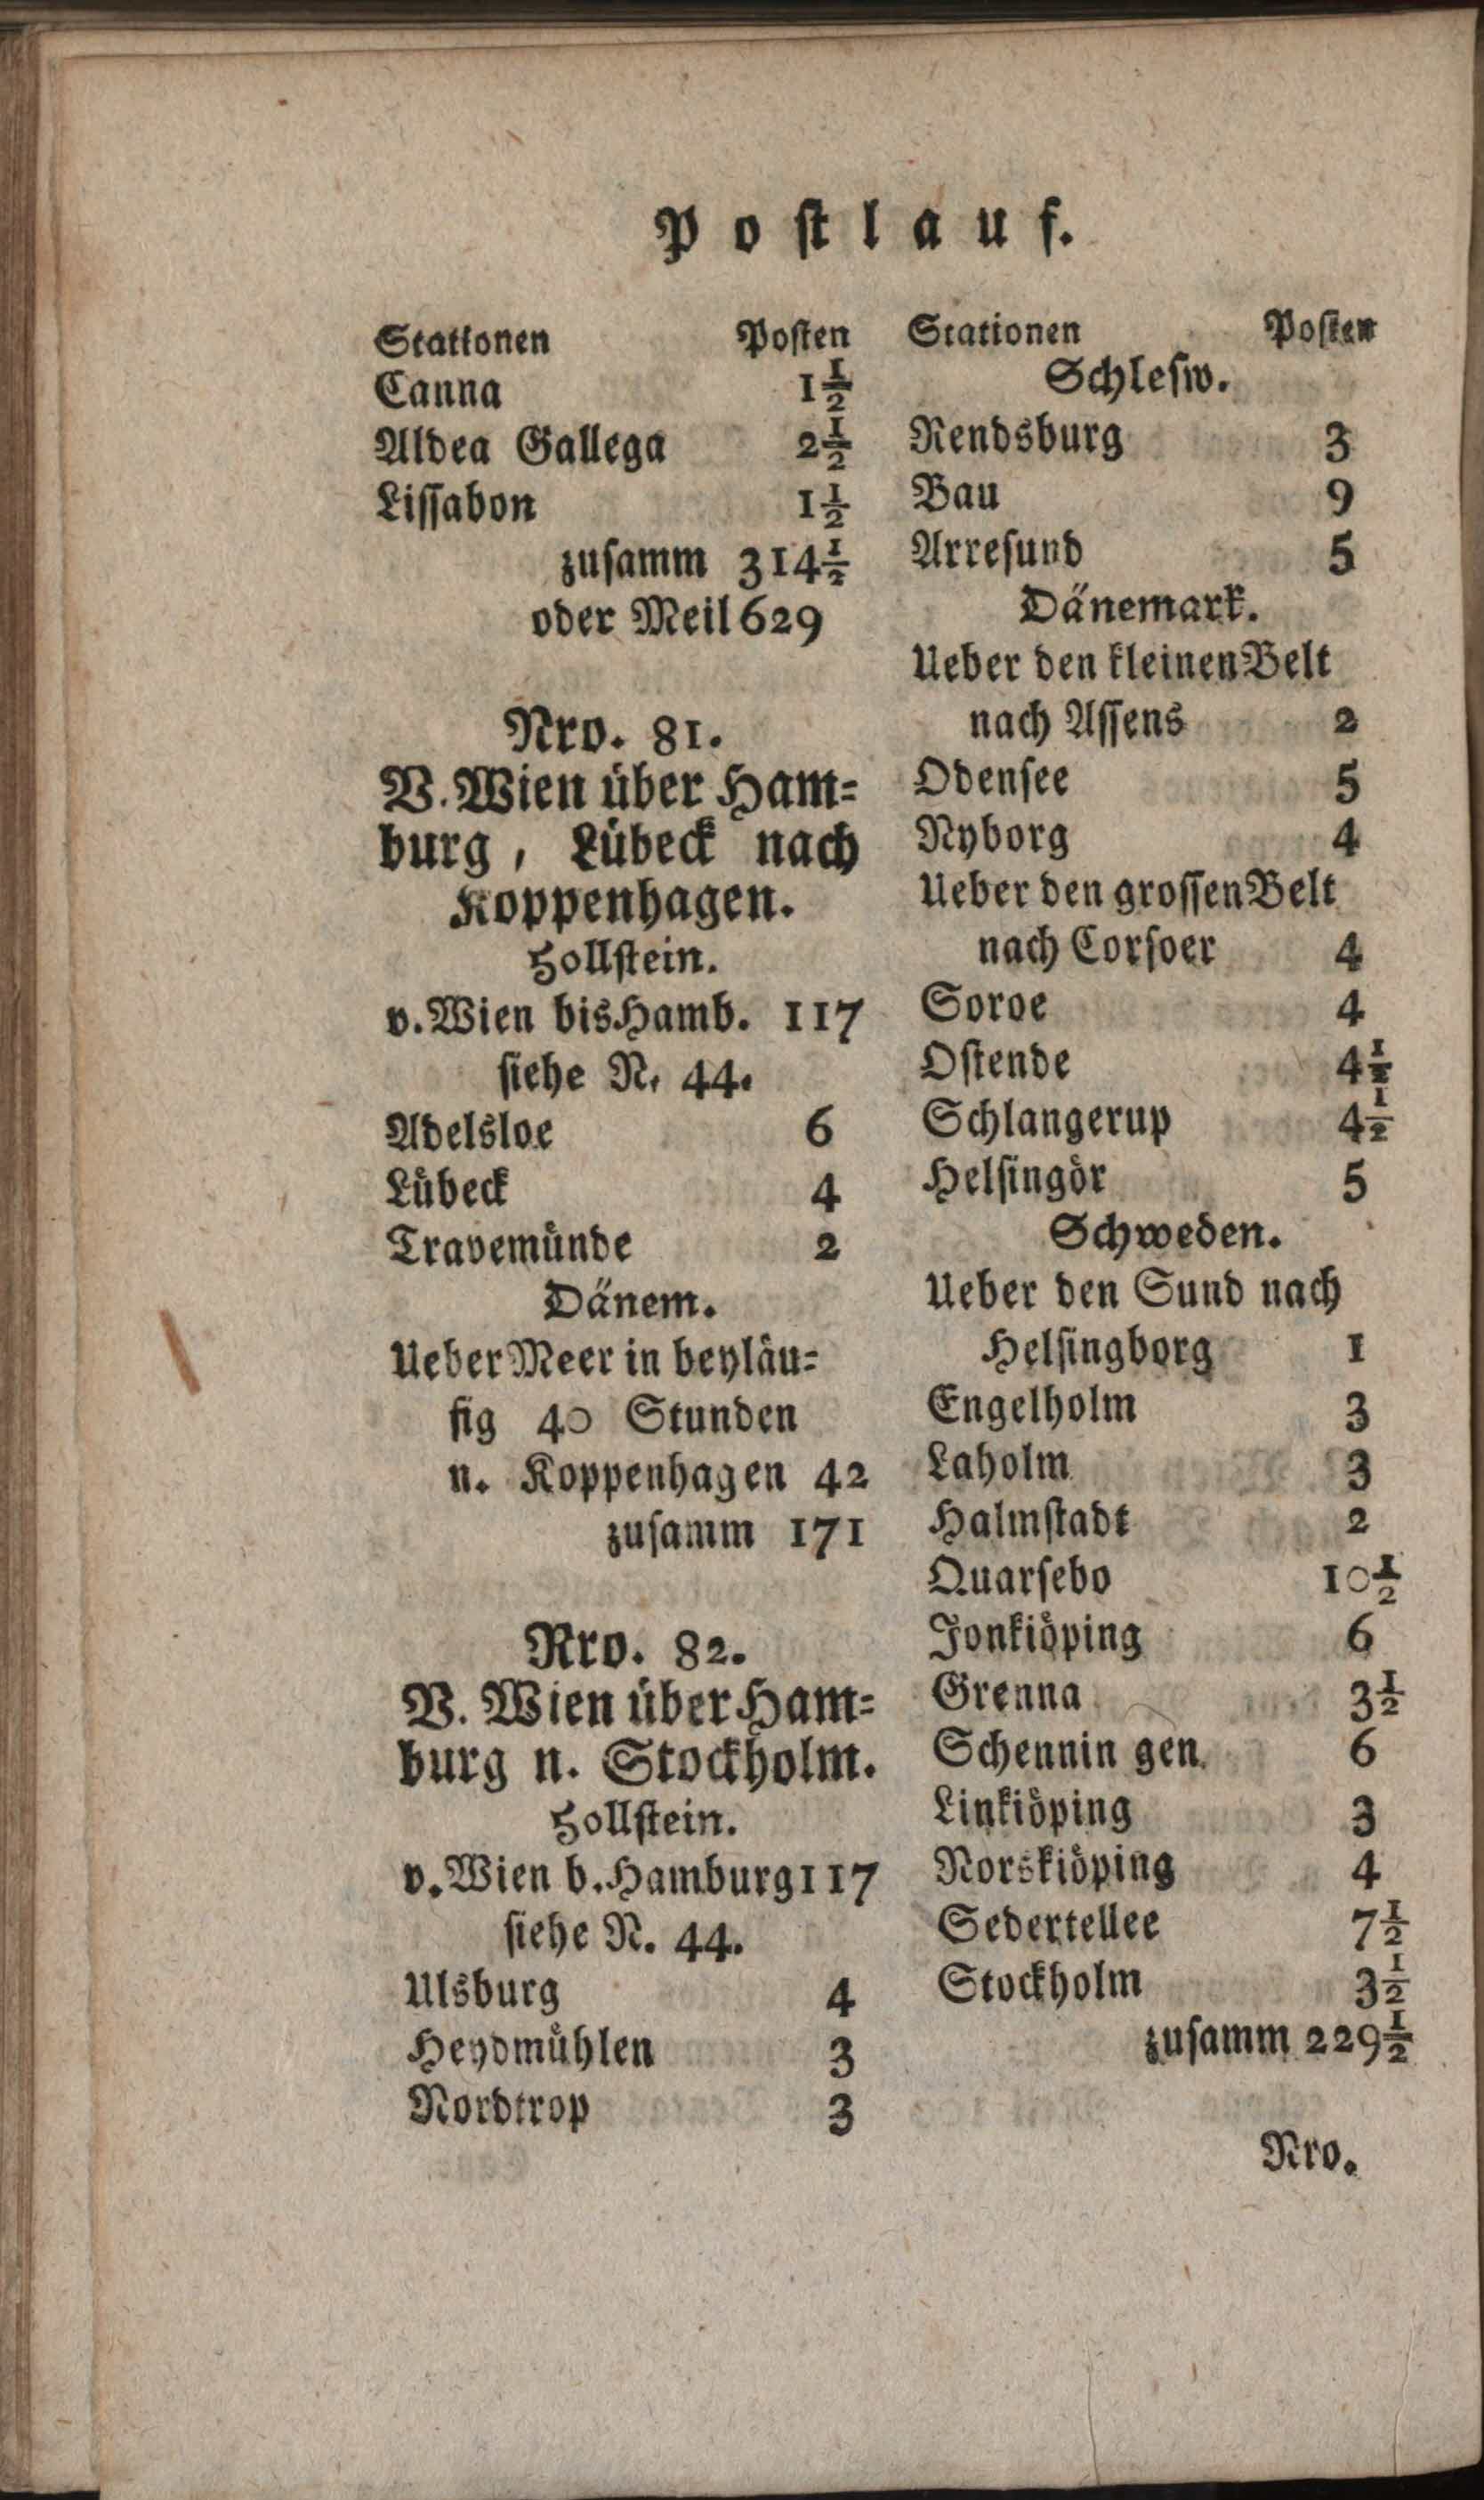 Postlauf.
Stationen Posten
Canna 1½
Aldea Gallega 2½
Lissabon 1½
zusamm 314½
oder Meil 629
Nro. 81.
V. Wien über Ham=
burg, Lübeck nach
Koppenhagen.
Hollstein.
v. Wien bis Hamb. 117
siehe N. 44.
Adelsloe 6
Lübeck 4
Travemünde 2
Dänem.
Ueber Meer in beyläu=
fig 40 Stunden
n. Koppenhagen 42
zusamm 171
Nro. 82.
V. Wien über Ham=
burg n. Stockholm.
Hollstein.
v. Wien b. Hamburg 117
siehe N. 44.
Ulsburg 4
Heydmühlen 3
Nordtrop 3
Stationen Posten
Schlesw.
Rendsburg 3
Bau 9
Arresund 5
Dänemark.
Ueber den kleinen Belt
nach Assens 2
Odensee 5
Nyborg 4
Ueber den grossen Belt
nach Corsoer 4
Soroe 4
Ostende 4½
Schlangerup 4½
Helsingör 5
Schweden.
Ueber den Sund nach
Helsingborg 1
Engelholm 3
Laholm 3
Halmstadt 2
Quarsebo 10½
Jonkiöping 6
Grenna 3½
Schennin gen 6
Linkiöping 3
Norskiöping 4
Sedertellee 7½
Stockholm 3½
zusamm 229½
Nro.